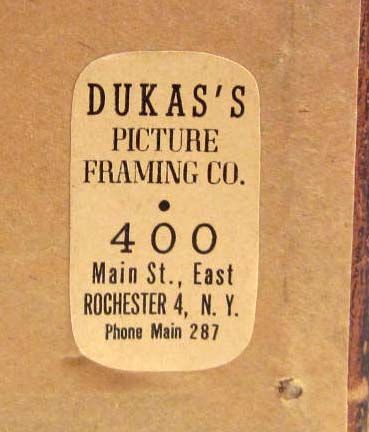 DUKAS'S
PICTURE
FRAMING CO.
•
400
Main St., East
ROCHESTER 4, N. Y.
Phone Main 287